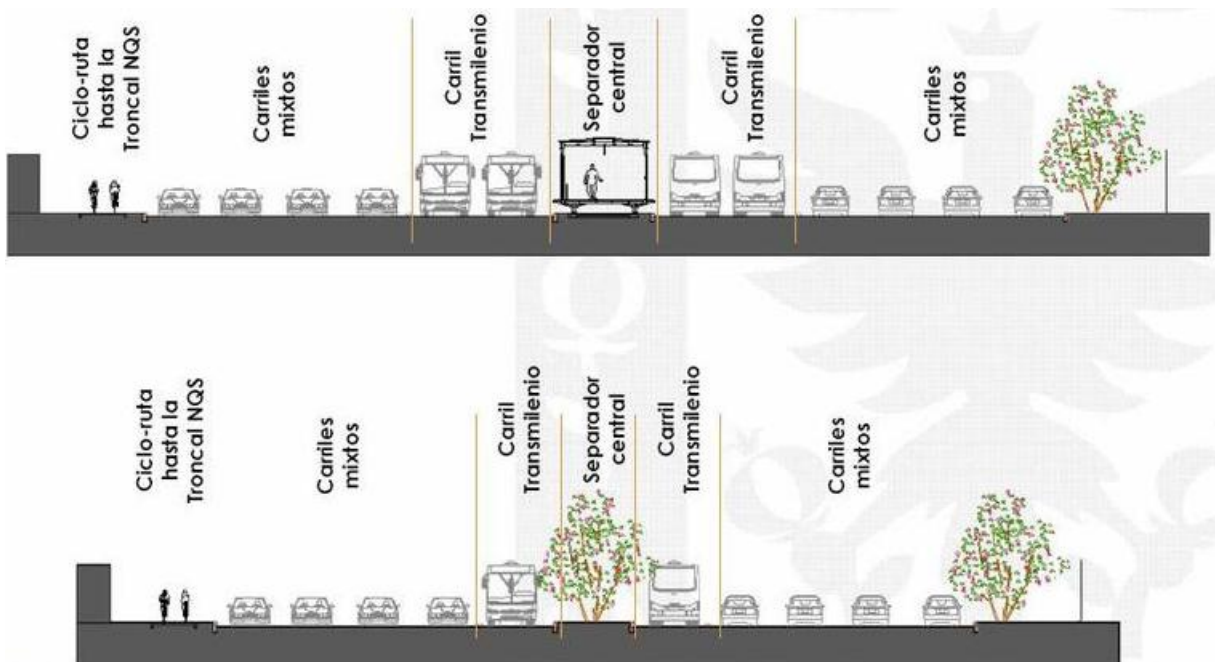 Ciclo-ruta
hasta la
Troncal NQS
Carriles
mixtos
Carril
Transmilenio
Separador
central
Carril
Transmilenio
Carriles
mixtos
Ciclo-ruta
hasta la
Troncal NQS
Carriles
mixtos
Carril
Transmilenio
Separador
central
Carril
Transmilenio
Carriles
mixtos